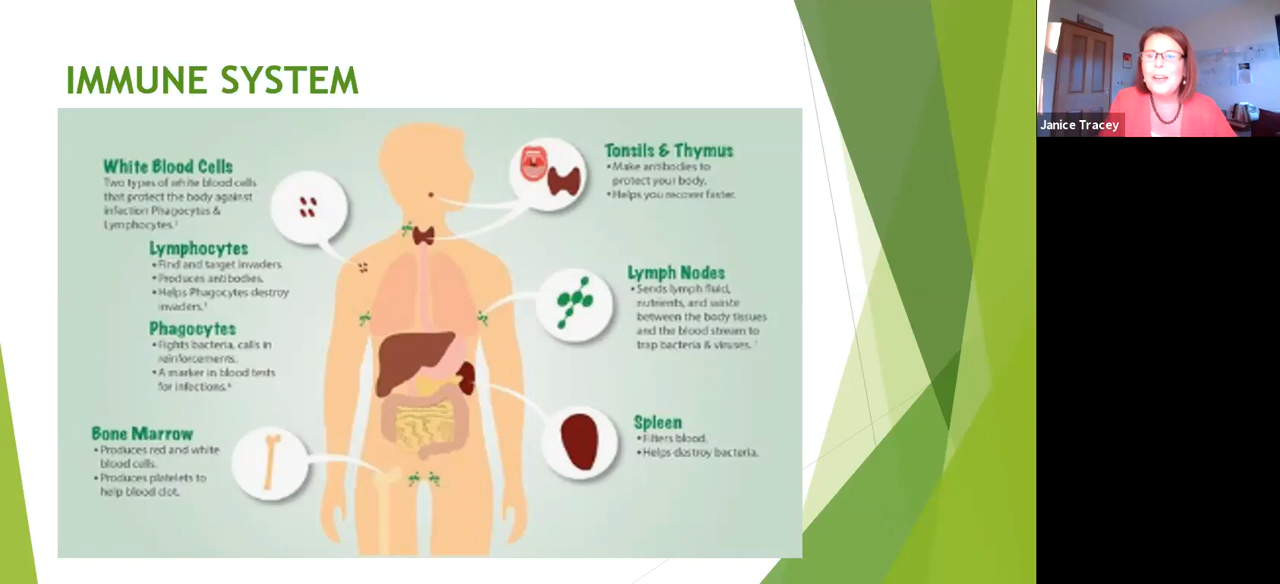 IMMUNE SYSTEM
White Blood Cells
Two types of white blood cells
that protect the body against
infection Phagocytes &
Lymphocytes.
Lymphocytes
• Find and target invaders.
• Produces antibodies.
• Helps Phagocytes destroy
invaders.
Phagocytes
• Fights bacteria, calls in
reinforcements.
• A marker in blood tests
for infections.
Bone Marrow
• Produces red and white
blood cells.
• Produces platelets to
help blood clot.
Tonsils & Thymus
• Make antibodies to
protect your body.
• Helps you recover faster.
Lymph Nodes
• Sends lymph fluid,
nutrients, and waste
between the body tissues
and the blood stream to
trap bacteria & viruses.
Spleen
• Filters blood.
• Helps destroy bacteria.
Janice Tracey